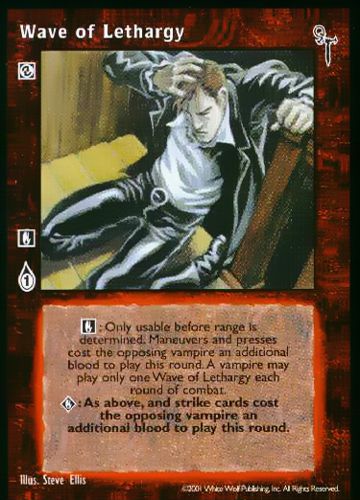 Wave of Lethargy
1
: Only usable before range is
determined. Maneuvers and presses
cost the opposing vampire an additional
blood to play this round. A vampire may
play only one Wave of Lethargy each
round of combat.
: As above, and strike cards cost
the opposing vampire an
additional blood to play this round.
Illus. Steve Ellis
©2001 White Wolf Publishing, Inc. All Rights Reserved.